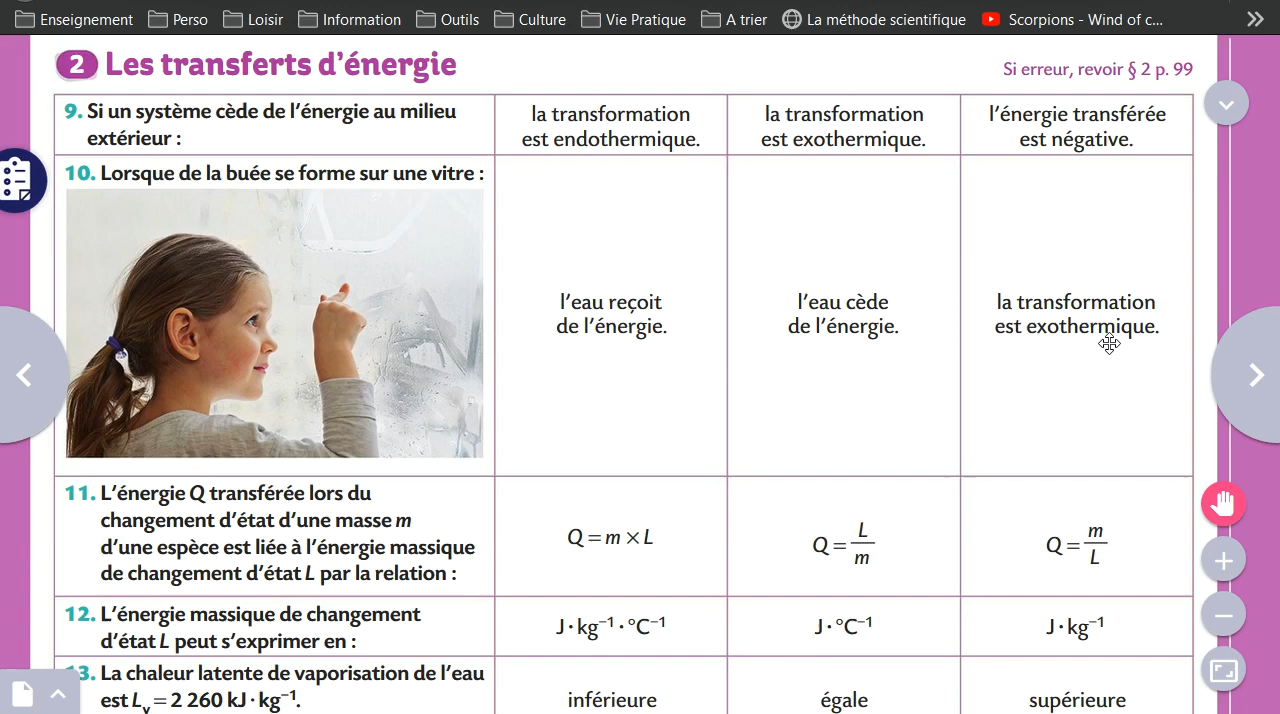 Enseignement Perso Loisir Information Outils Culture Vie Pratique A trier La méthode scientifique Scorpions - Wind of c...
2 Les transferts d'énergie
Si erreur, revoir § 2 p. 99
9. Si un système cède de l'énergie au milieu
extérieur :
la transformation
est endothermique.
la transformation
est exothermique.
l'énergie transférée
est négative.
10. Lorsque de la buée se forme sur une vitre :
l'eau reçoit
de l'énergie.
l'eau cède
de l'énergie.
la transformation
est exothermique.
11. L'énergie Q transférée lors du
changement d'état d'une masse m
d'une espèce est liée à l'énergie massique
de changement d'état L par la relation :
Q = m × L
Q = L/m
Q = m/L
12. L'énergie massique de changement
d'état L peut s'exprimer en :
J·kg⁻¹·°C⁻¹
J·°C⁻¹
J·kg⁻¹
13. La chaleur latente de vaporisation de l'eau
est Lᵥ = 2 260 kJ·kg⁻¹.
inférieure
égale
supérieure